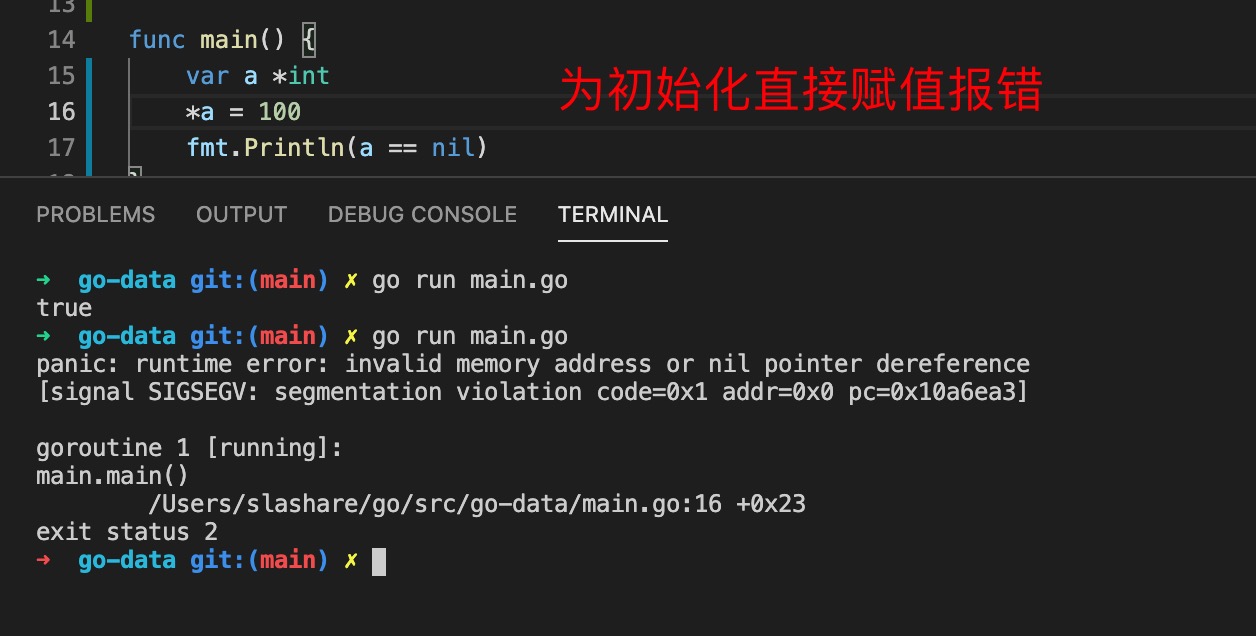 13
14 func main() {
15 var a *int
为初始化直接赋值报错
16 *a = 100
17 fmt.Println(a == nil)
}
PROBLEMS OUTPUT DEBUG CONSOLE TERMINAL
➜ go-data git:(main) ✗ go run main.go
true
➜ go-data git:(main) ✗ go run main.go
panic: runtime error: invalid memory address or nil pointer dereference
[signal SIGSEGV: segmentation violation code=0x1 addr=0x0 pc=0x10a6ea3]
goroutine 1 [running]:
main.main()
/Users/slashare/go/src/go-data/main.go:16 +0x23
exit status 2
➜ go-data git:(main) ✗